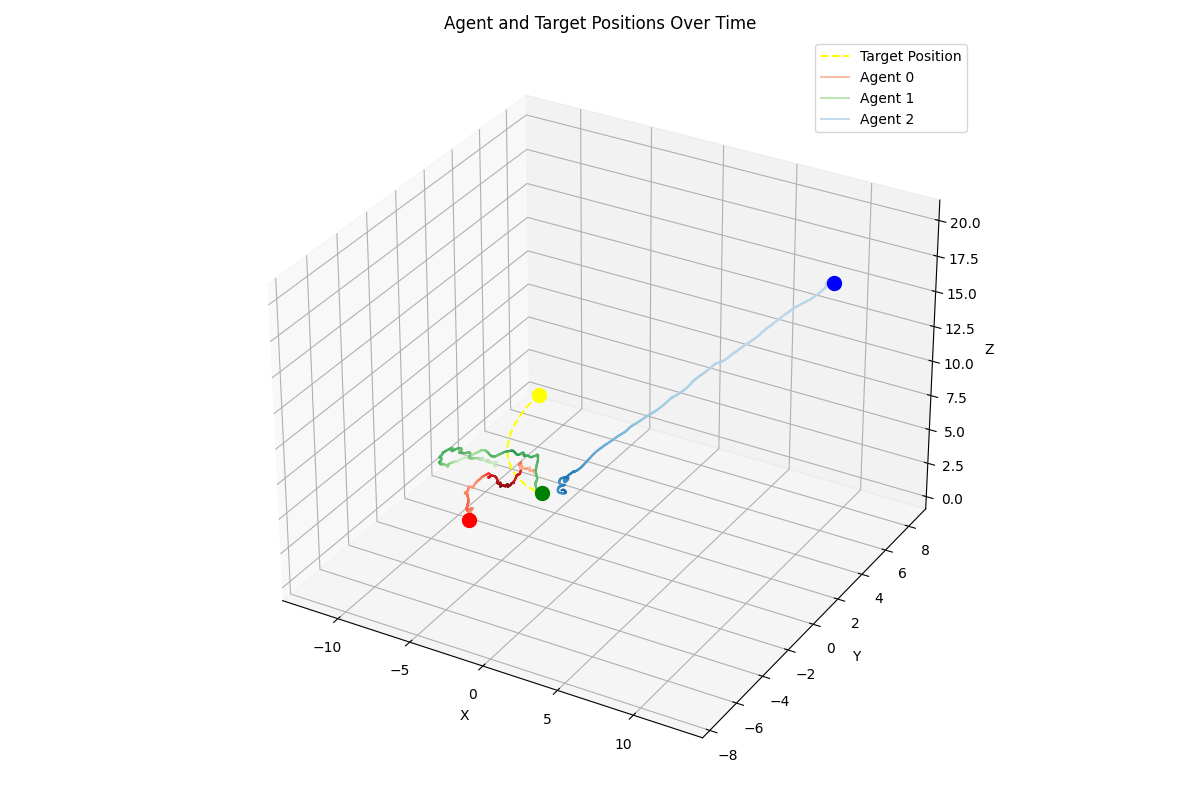 Agent and Target Positions Over Time
Target Position
Agent 0
Agent 1
Agent 2
20.0
17.5
15.0
12.5
10.0
7.5
5.0
2.5
0.0
Z
8
6
4
2
0
−2
−4
−6
−8
Y
−10
−5
0
5
10
X